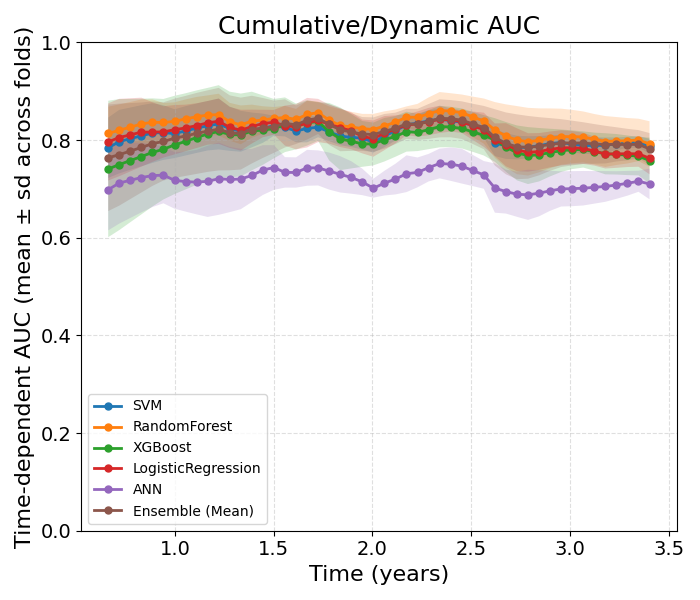 Cumulative/Dynamic AUC
Time-dependent AUC (mean ± sd across folds)
1.0
0.8
0.6
0.4
0.2
0.0
SVM
RandomForest
XGBoost
LogisticRegression
ANN
Ensemble (Mean)
1.0 1.5 2.0 2.5 3.0 3.5
Time (years)